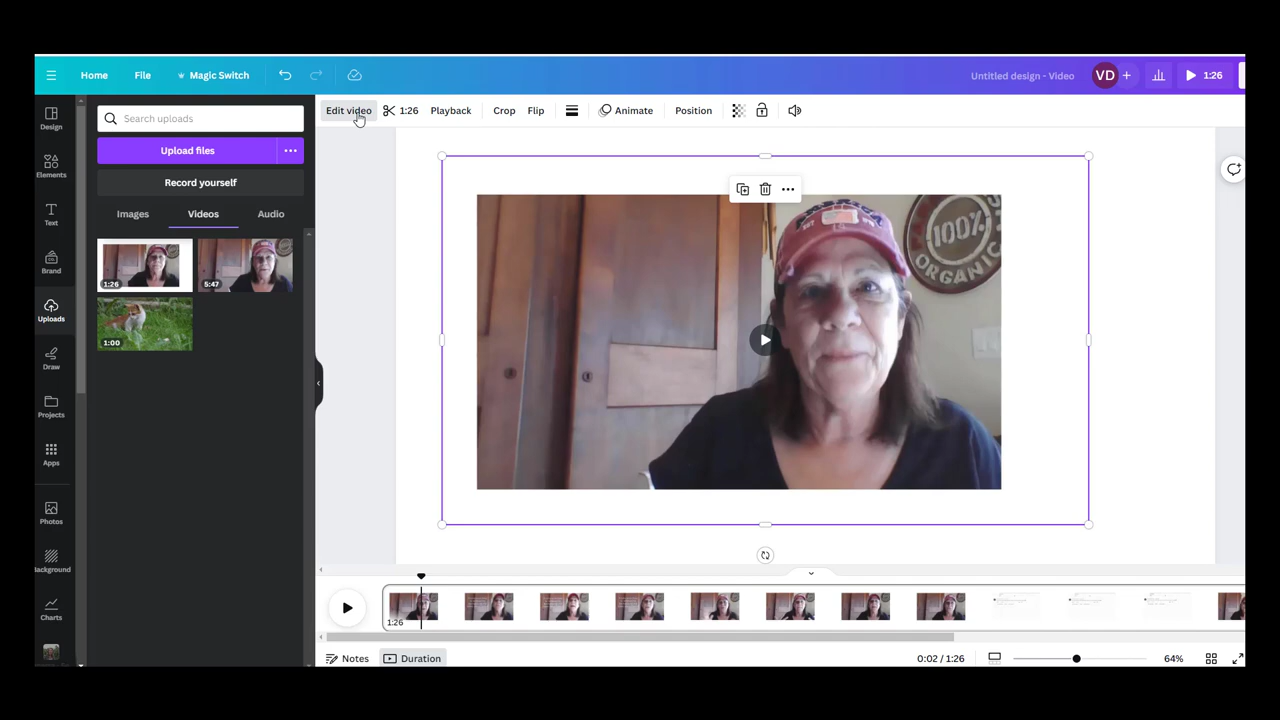 Home
File
Magic Switch
Untitled design - Video
VD
1:26
Design
Elements
Text
Brand
Uploads
Draw
Projects
Apps
Photos
Background
Charts
Search uploads
Upload files
Record yourself
Images
Videos
Audio
1:26
5:47
1:00
Edit video
1:26
Playback
Crop
Flip
Animate
Position
100%
ORGANIC
1:26
Notes
Duration
0:02 / 1:26
64%